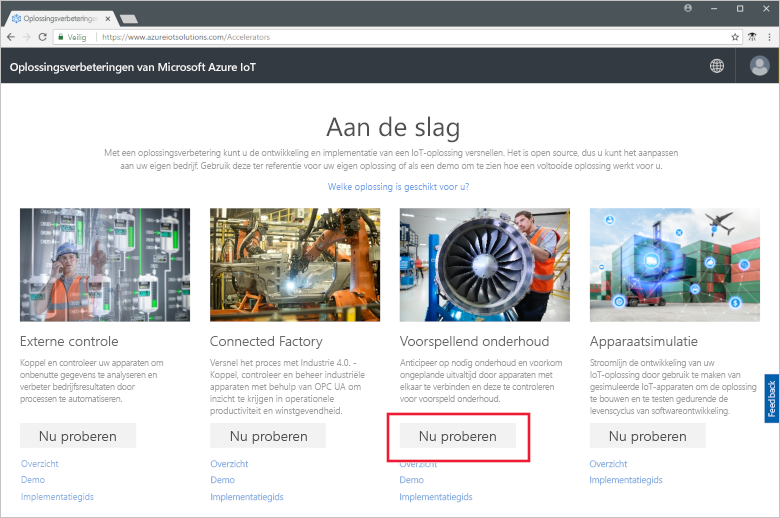 Oplossingsverbeteringen
Veilig
https://www.azureiotsolutions.com/Accelerators
Oplossingsverbeteringen van Microsoft Azure IoT
Aan de slag
Met een oplossingsverbetering kunt u de ontwikkeling en implementatie van een IoT-oplossing versnellen. Het is open source, dus u kunt het aanpassen
aan uw eigen bedrijf. Gebruik deze ter referentie voor uw eigen oplossing of als een demo om te zien hoe een voltooide oplossing werkt voor u.
Welke oplossing is geschikt voor u?
Externe controle
Koppel en controleer uw apparaten om
onbenutte gegevens te analyseren en
verbeter bedrijfsresultaten door
processen te automatiseren.
Nu proberen
Overzicht
Demo
Implementatiegids
Connected Factory
Versnel het proces met Industrie 4.0. -
Koppel, controleer en beheer industriële
apparaten met behulp van OPC UA om
inzicht te krijgen in operationele
productiviteit en winstgevendheid.
Nu proberen
Overzicht
Demo
Implementatiegids
Voorspellend onderhoud
Anticipeer op nodig onderhoud en voorkom
ongeplande uitvaltijd door apparaten met
elkaar te verbinden en deze te controleren
voor voorspeld onderhoud.
Nu proberen
Overzicht
Demo
Implementatiegids
Apparaatsimulatie
Stroomlijn de ontwikkeling van uw
IoT-oplossing door gebruik te maken van
gesimuleerde IoT-apparaten om de oplossing
te bouwen en te testen gedurende de
levenscyclus van softwareontwikkeling.
Nu proberen
Overzicht
Implementatiegids
Feedback